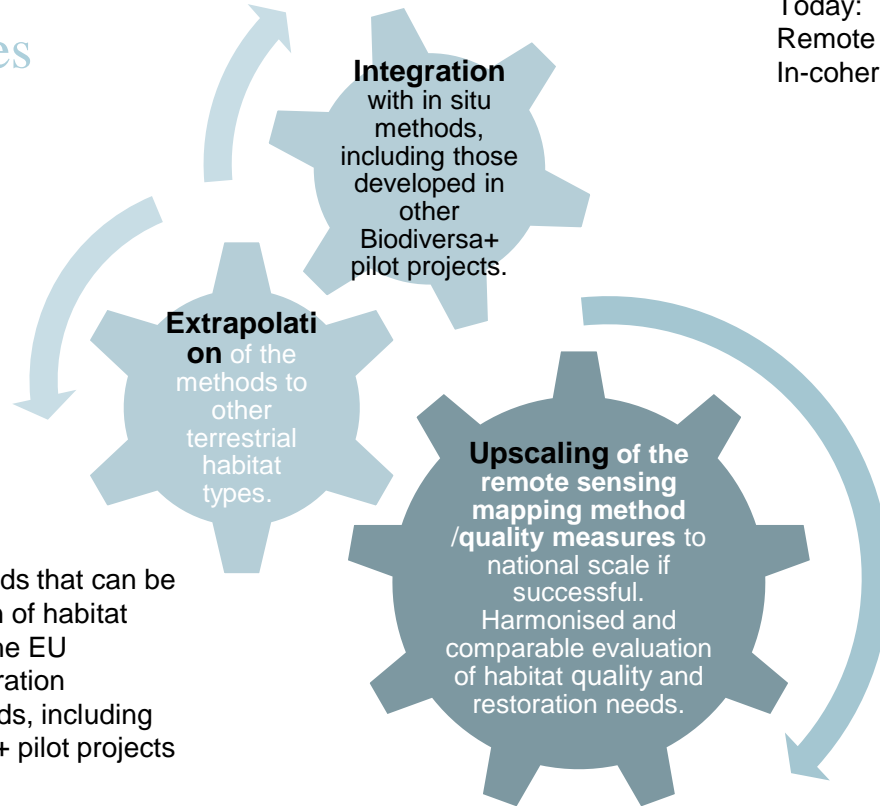 es
Today:
Remote
In-coher
Integration
with in situ
methods,
including those
developed in
other
Biodiversa+
pilot projects.
Extrapolati
on of the
methods to
other
terrestrial
habitat
types.
Upscaling of the
remote sensing
mapping method
/quality measures to
national scale if
successful.
Harmonised and
comparable evaluation
of habitat quality and
restoration needs.
ds that can be
n of habitat
he EU
ration
ds, including
+ pilot projects